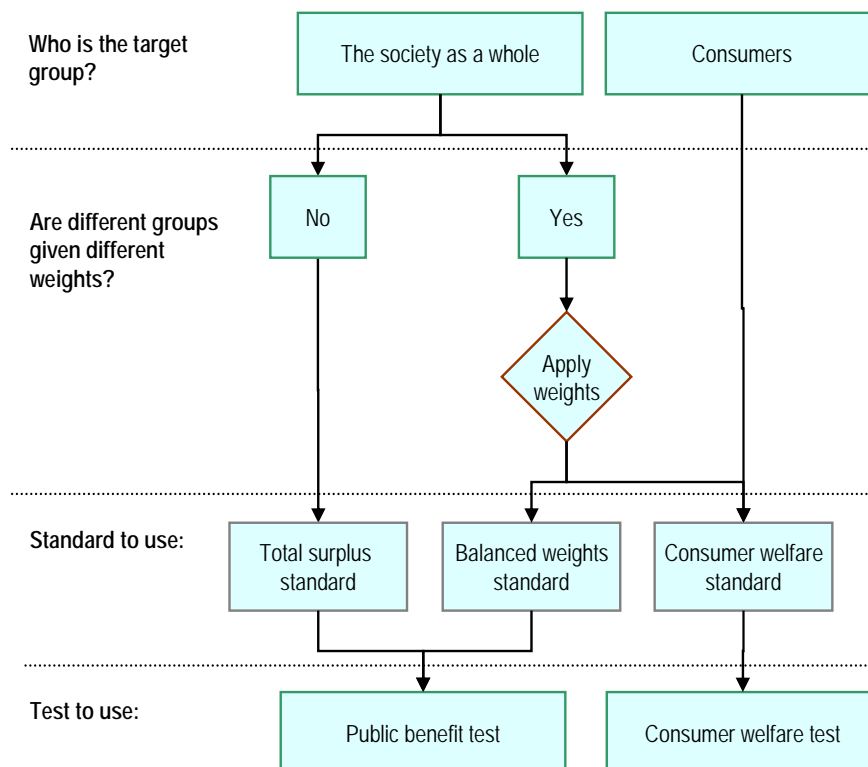 Who is the target
group?
The society as a whole
Consumers
Are different groups
given different
weights?
No
Yes
Apply
weights
Standard to use:
Total surplus
standard
Balanced weights
standard
Consumer welfare
standard
Test to use:
Public benefit test
Consumer welfare test